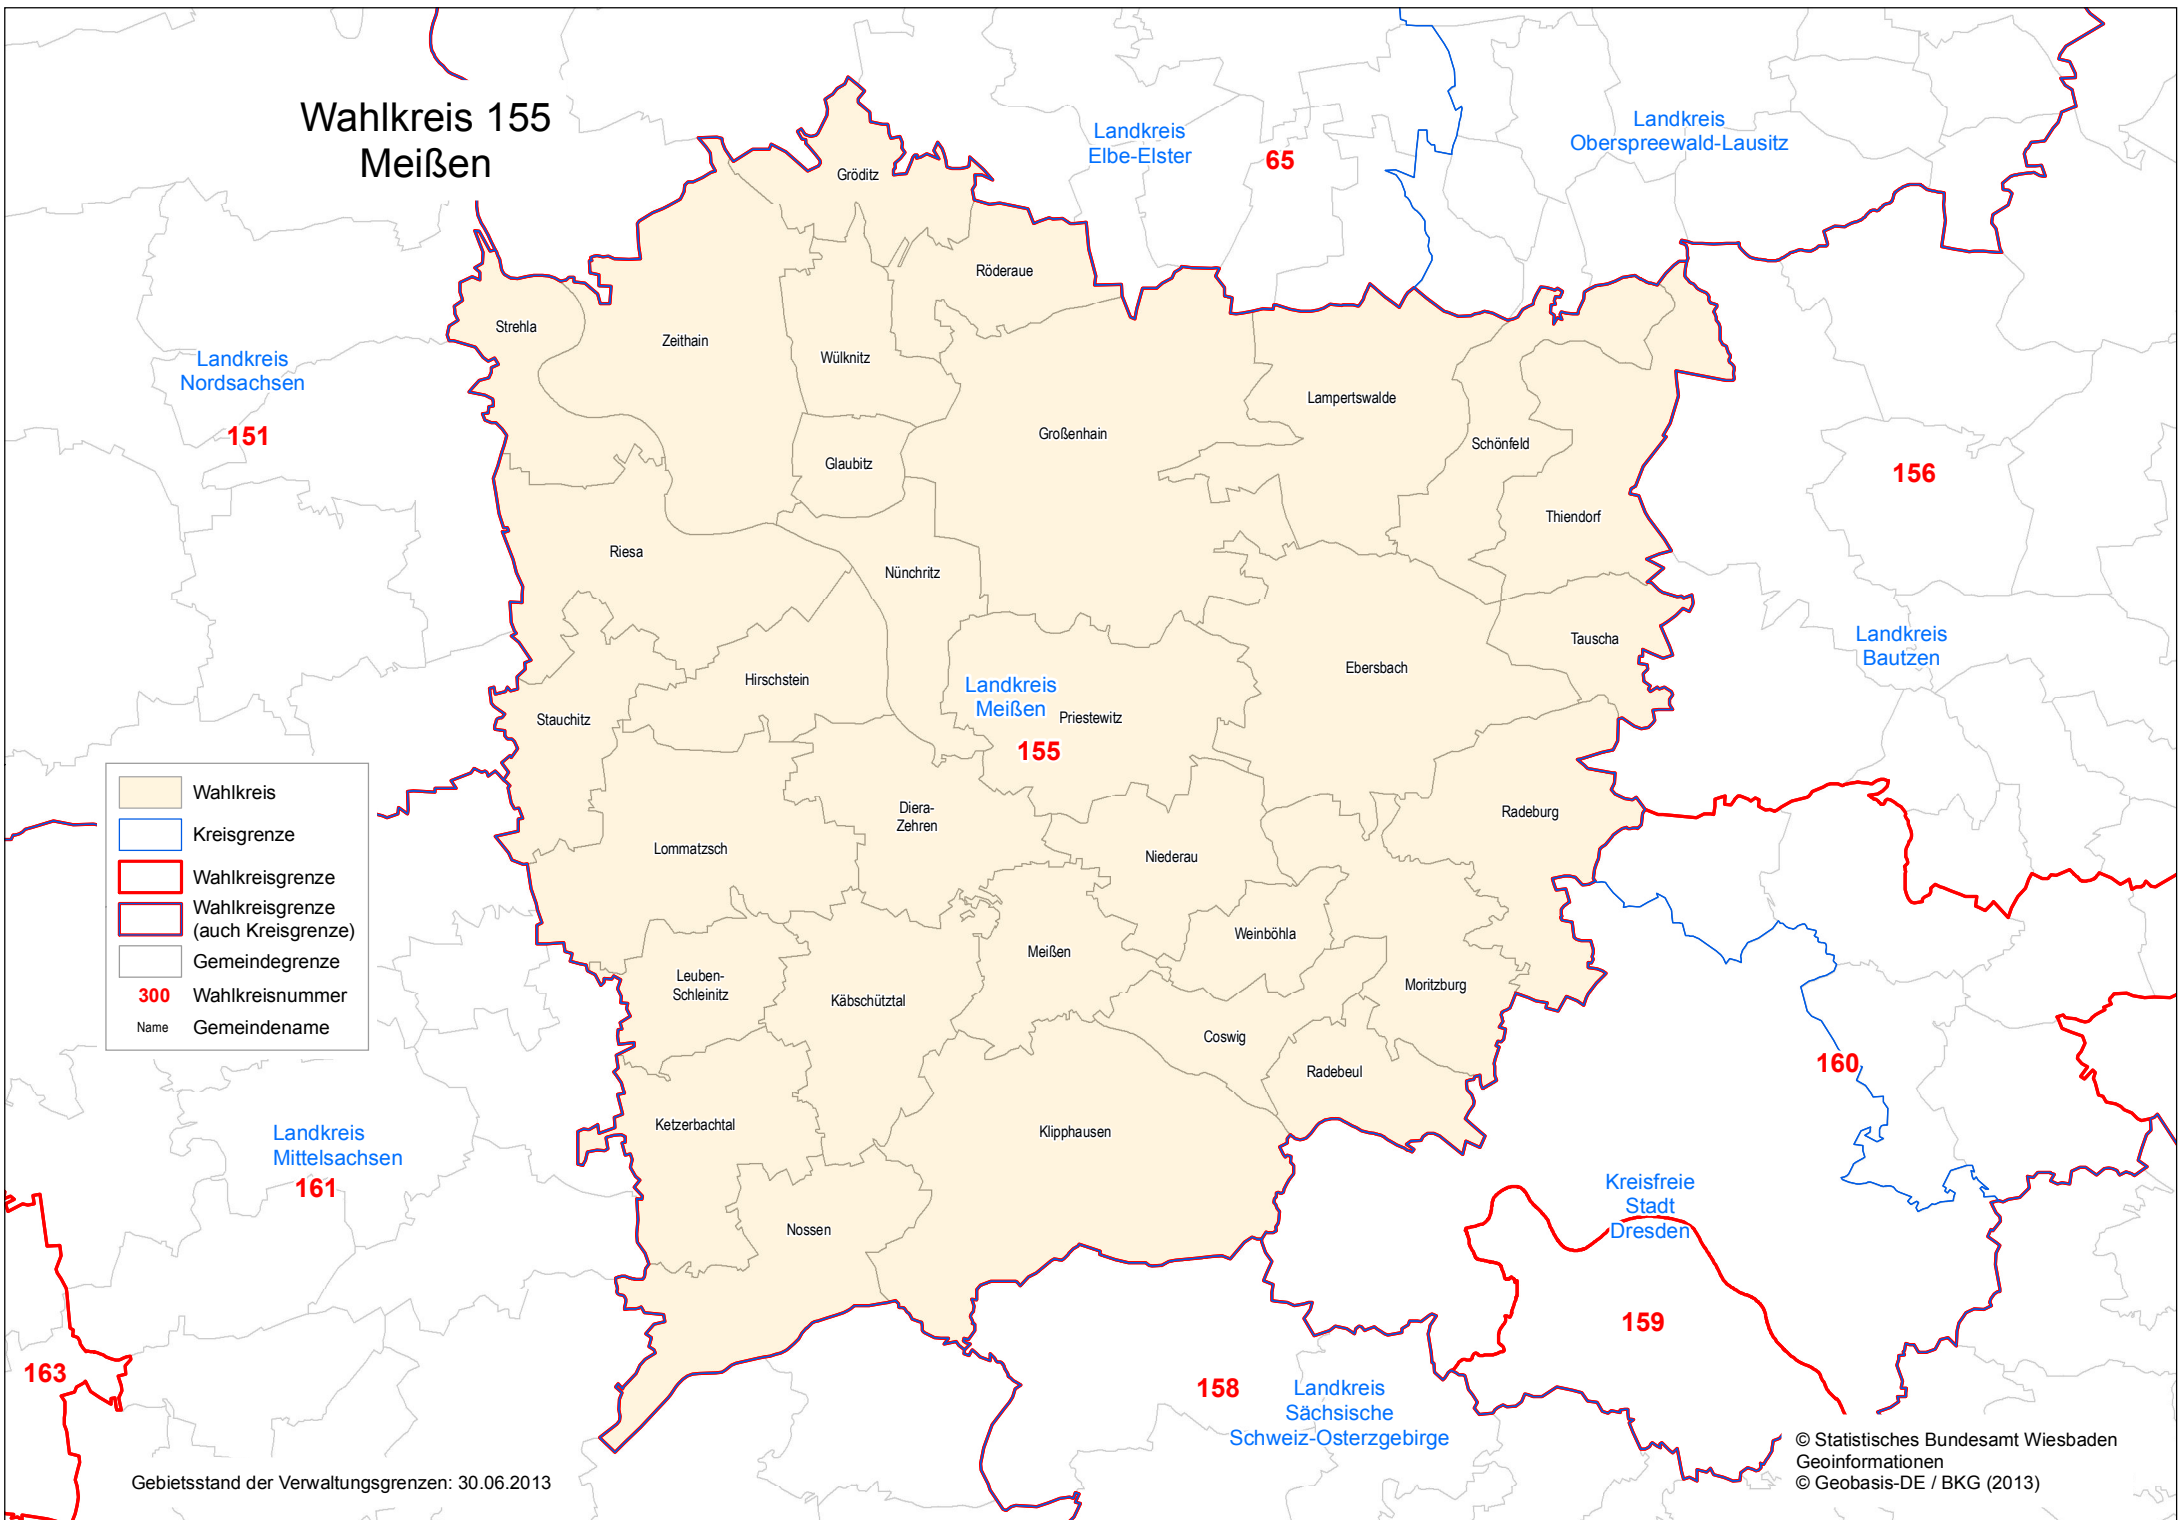 Wahlkreis 155
Meißen
Landkreis
Elbe-Elster
65
Landkreis
Oberspreewald-Lausitz
Gröditz
Röderaue
Strehla
Zeithain
Wülknitz
Landkreis
Nordsachsen
151
Lampertswalde
Großenhain
Schönfeld
Glaubitz
156
Thiendorf
Riesa
Nünchritz
Tauscha
Landkreis
Bautzen
Ebersbach
Hirschstein
Landkreis
Meißen
Priestewitz
155
Stauchitz
Diera-
Zehren
Radeburg
Lommatzsch
Niederau
Wahlkreis
Kreisgrenze
Wahlkreisgrenze
Wahlkreisgrenze
(auch Kreisgrenze)
Gemeindegrenze
300 Wahlkreisnummer
Name Gemeindename
Weinböhla
Meißen
Leuben-
Schleinitz
Käbschütztal
Moritzburg
Coswig
Radebeul
160
Ketzerbachtal
Klipphausen
Landkreis
Mittelsachsen
161
Kreisfreie
Stadt
Dresden
Nossen
159
163
158
Landkreis
Sächsische
Schweiz-Osterzgebirge
Gebietsstand der Verwaltungsgrenzen: 30.06.2013
© Statistisches Bundesamt Wiesbaden
Geoinformationen
© Geobasis-DE / BKG (2013)